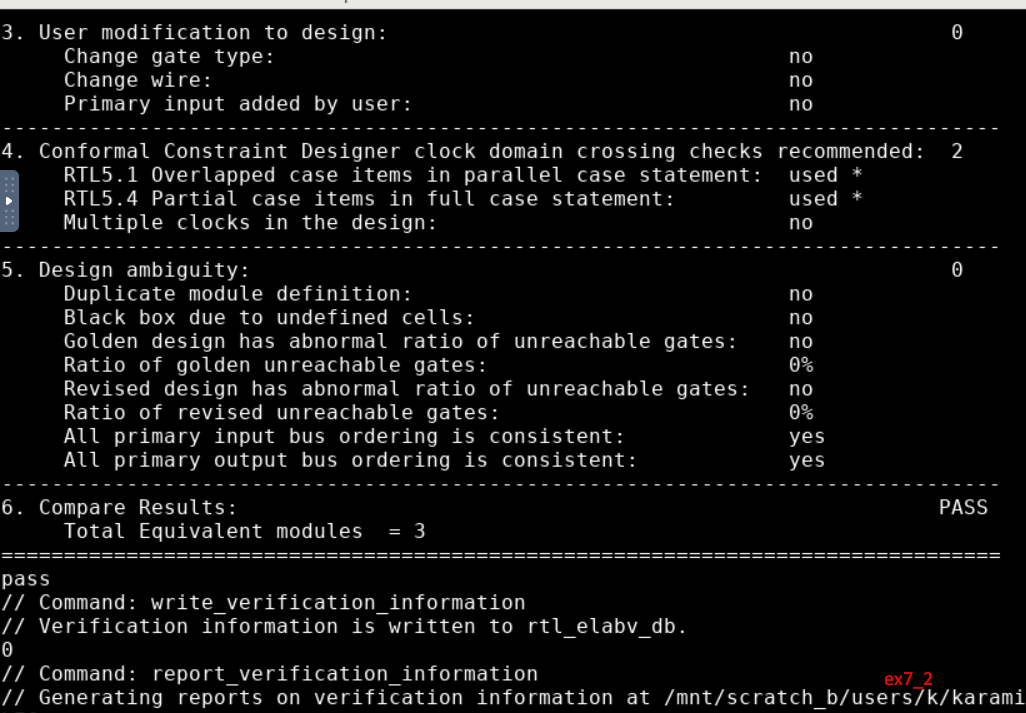 3. User modification to design: 0
Change gate type: no
Change wire: no
Primary input added by user: no
--------------------------------------------------------------------------------
4. Conformal Constraint Designer clock domain crossing checks recommended: 2
RTL5.1 Overlapped case items in parallel case statement: used *
RTL5.4 Partial case items in full case statement: used *
Multiple clocks in the design: no
--------------------------------------------------------------------------------
5. Design ambiguity: 0
Duplicate module definition: no
Black box due to undefined cells: no
Golden design has abnormal ratio of unreachable gates: no
Ratio of golden unreachable gates: 0%
Revised design has abnormal ratio of unreachable gates: no
Ratio of revised unreachable gates: 0%
All primary input bus ordering is consistent: yes
All primary output bus ordering is consistent: yes
--------------------------------------------------------------------------------
6. Compare Results: PASS
Total Equivalent modules = 3
================================================================================
pass
// Command: write_verification_information
// Verification information is written to rtl_elabv_db.
0
// Command: report_verification_information
ex7_2
// Generating reports on verification information at /mnt/scratch_b/users/k/karami